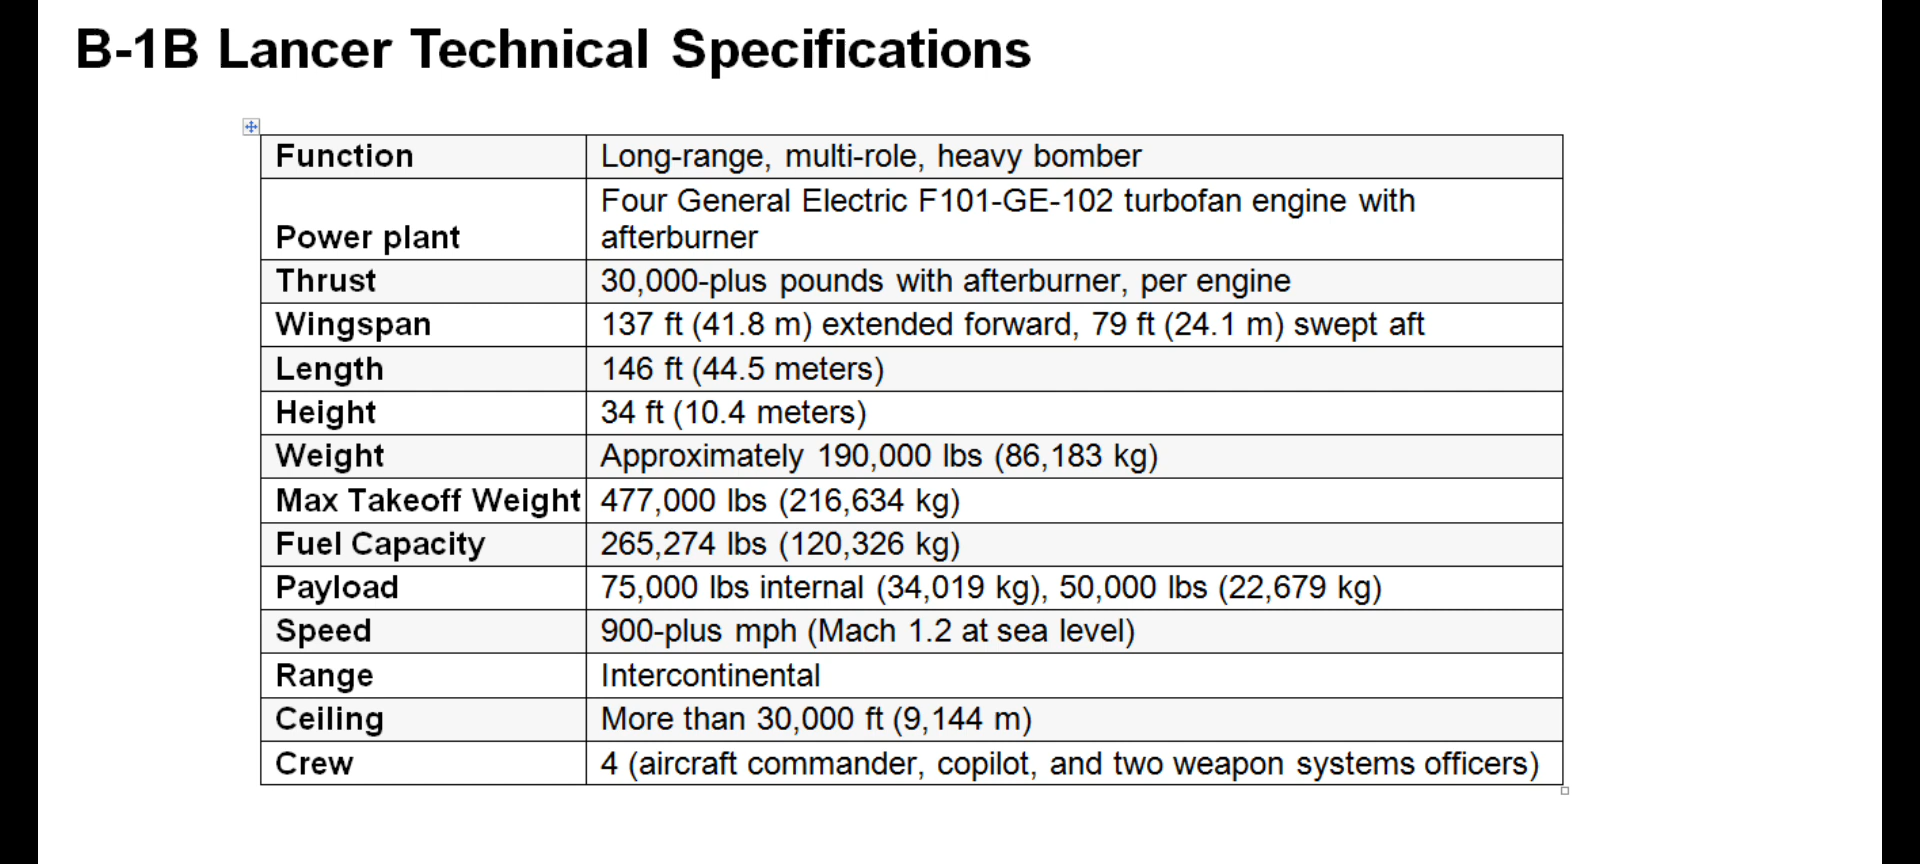 B-1B Lancer Technical Specifications
Function Long-range, multi-role, heavy bomber
Four General Electric F101-GE-102 turbofan engine with
Power plant afterburner
Thrust 30,000-plus pounds with afterburner, per engine
Wingspan 137 ft (41.8 m) extended forward, 79 ft (24.1 m) swept aft
Length 146 ft (44.5 meters)
Height 34 ft (10.4 meters)
Weight Approximately 190,000 lbs (86,183 kg)
Max Takeoff Weight 477,000 lbs (216,634 kg)
Fuel Capacity 265,274 lbs (120,326 kg)
Payload 75,000 lbs internal (34,019 kg), 50,000 lbs (22,679 kg)
Speed 900-plus mph (Mach 1.2 at sea level)
Range Intercontinental
Ceiling More than 30,000 ft (9,144 m)
Crew 4 (aircraft commander, copilot, and two weapon systems officers)